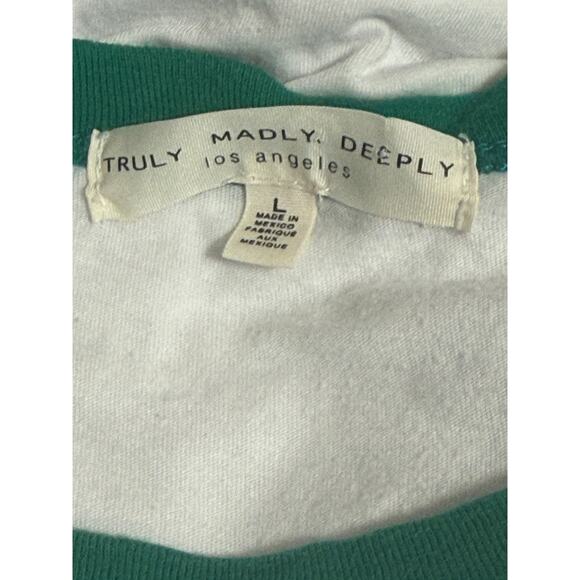 TRULY MADLY, DEEPLY
los angeles
L
MADE IN
MEXICO
FABRIQUE
AUX
MEXIQUE